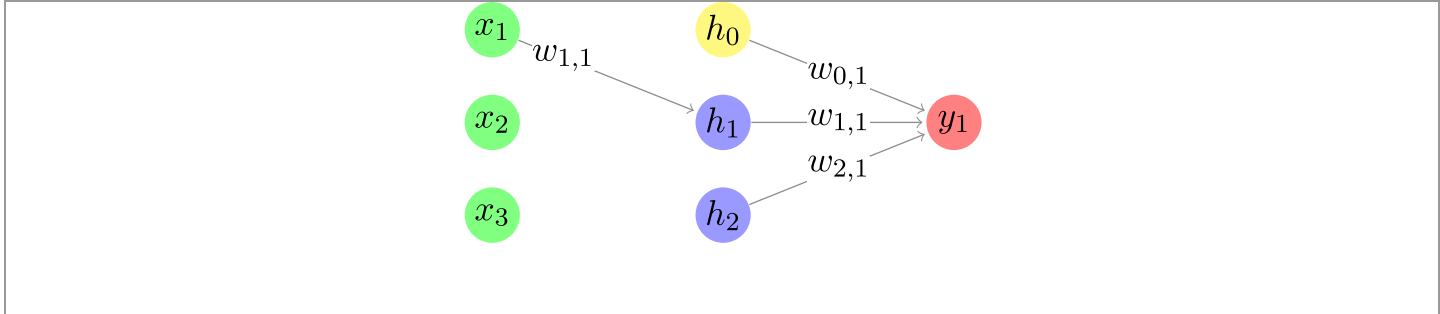 x₁
w₁,₁
h₀
w₀,₁
x₂
h₁
w₁,₁
y₁
w₂,₁
x₃
h₂